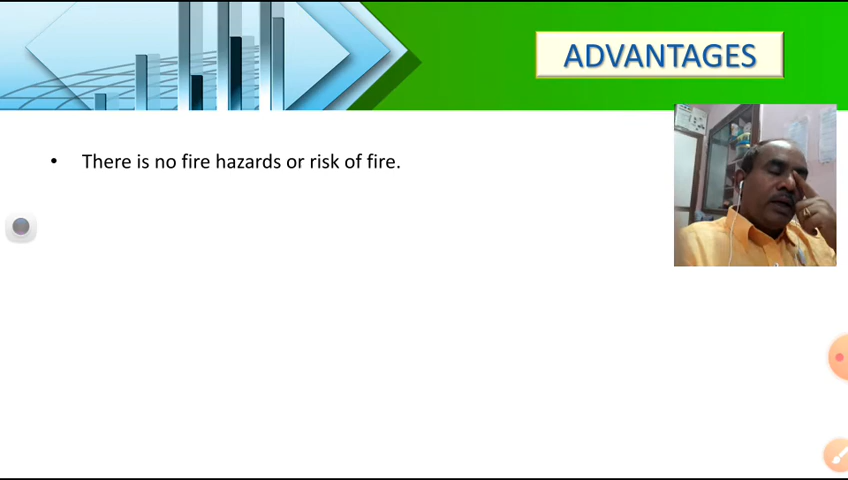 ADVANTAGES
• There is no fire hazards or risk of fire.